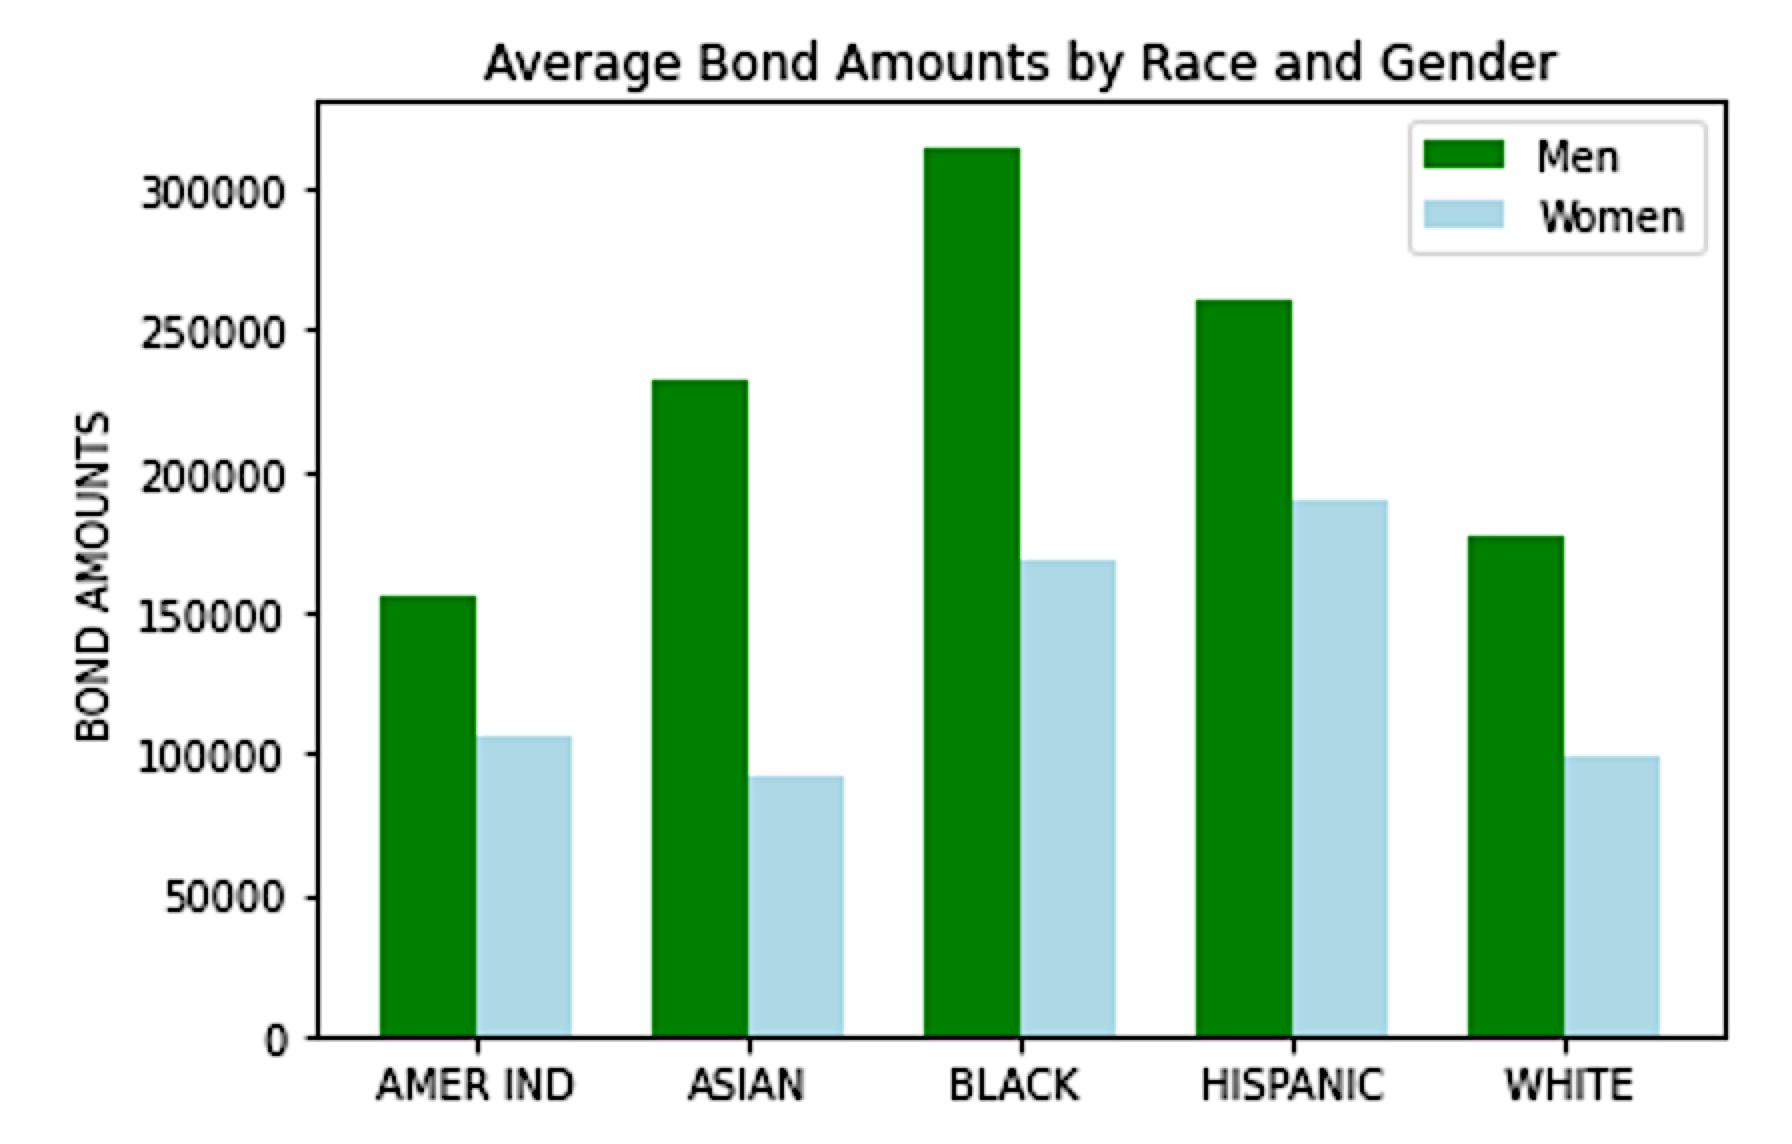 Average Bond Amounts by Race and Gender
Men
Women
BOND AMOUNTS
300000
250000
200000
150000
100000
50000
0
AMER IND
ASIAN
BLACK
HISPANIC
WHITE